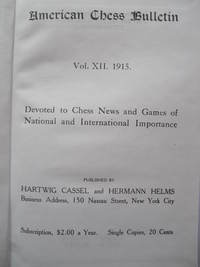 American Chess Bulletin
Vol. XII. 1915.
Devoted to Chess News and Games of
National and International Importance
PUBLISHED BY
HARTWIG CASSEL and HERMANN HELMS
Business Address, 150 Nassau Street, New York City
Subscription, $2.00 a Year. Single Copies, 20 Cents